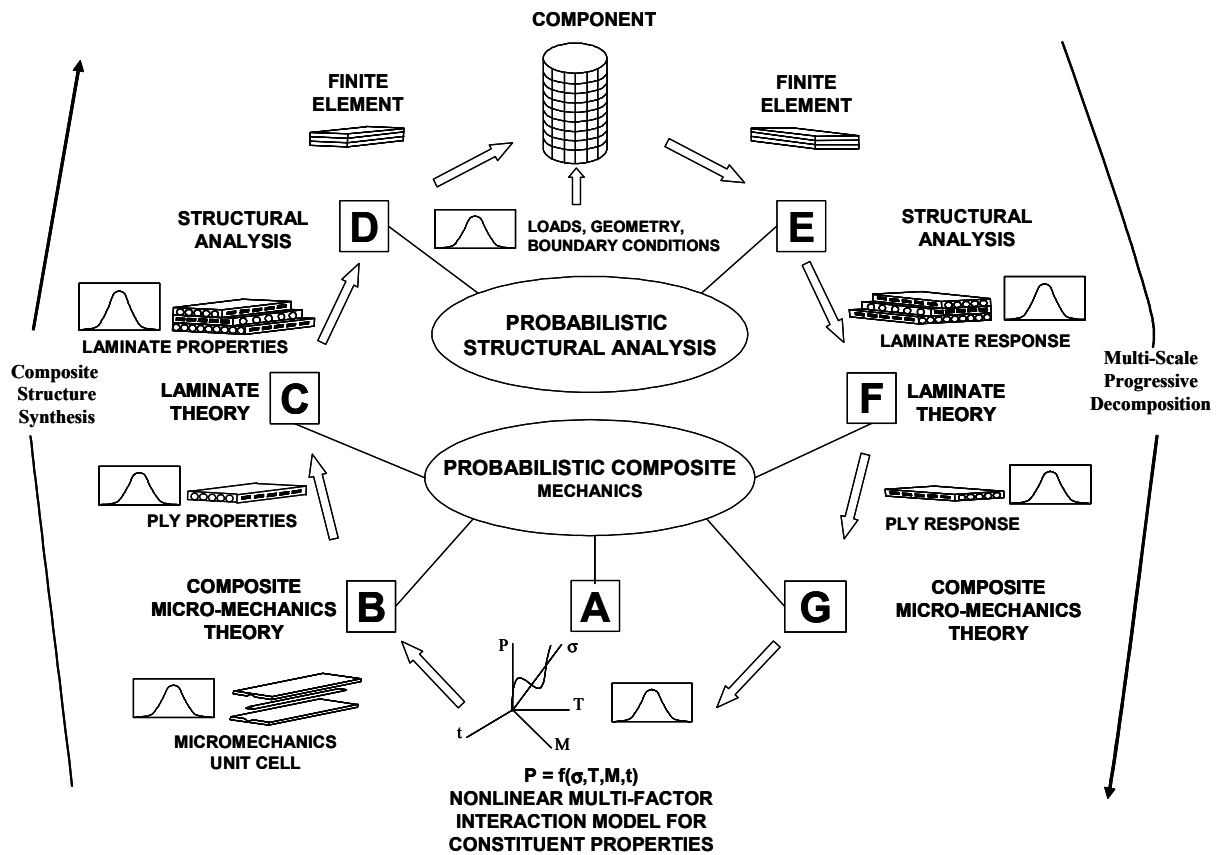 COMPONENT
FINITE
ELEMENT
FINITE
ELEMENT
STRUCTURAL
ANALYSIS
D
LOADS, GEOMETRY,
BOUNDARY CONDITIONS
E
STRUCTURAL
ANALYSIS
PROBABILISTIC
STRUCTURAL ANALYSIS
LAMINATE PROPERTIES
LAMINATE RESPONSE
Composite
Structure
Synthesis
LAMINATE
THEORY
C
F
LAMINATE
THEORY
Multi-Scale
Progressive
Decomposition
PROBABILISTIC COMPOSITE
MECHANICS
PLY PROPERTIES
PLY RESPONSE
COMPOSITE
MICRO-MECHANICS
THEORY
B
A
G
COMPOSITE
MICRO-MECHANICS
THEORY
P
σ
T
t
M
MICROMECHANICS
UNIT CELL
P = f(σ,T,M,t)
NONLINEAR MULTI-FACTOR
INTERACTION MODEL FOR
CONSTITUENT PROPERTIES